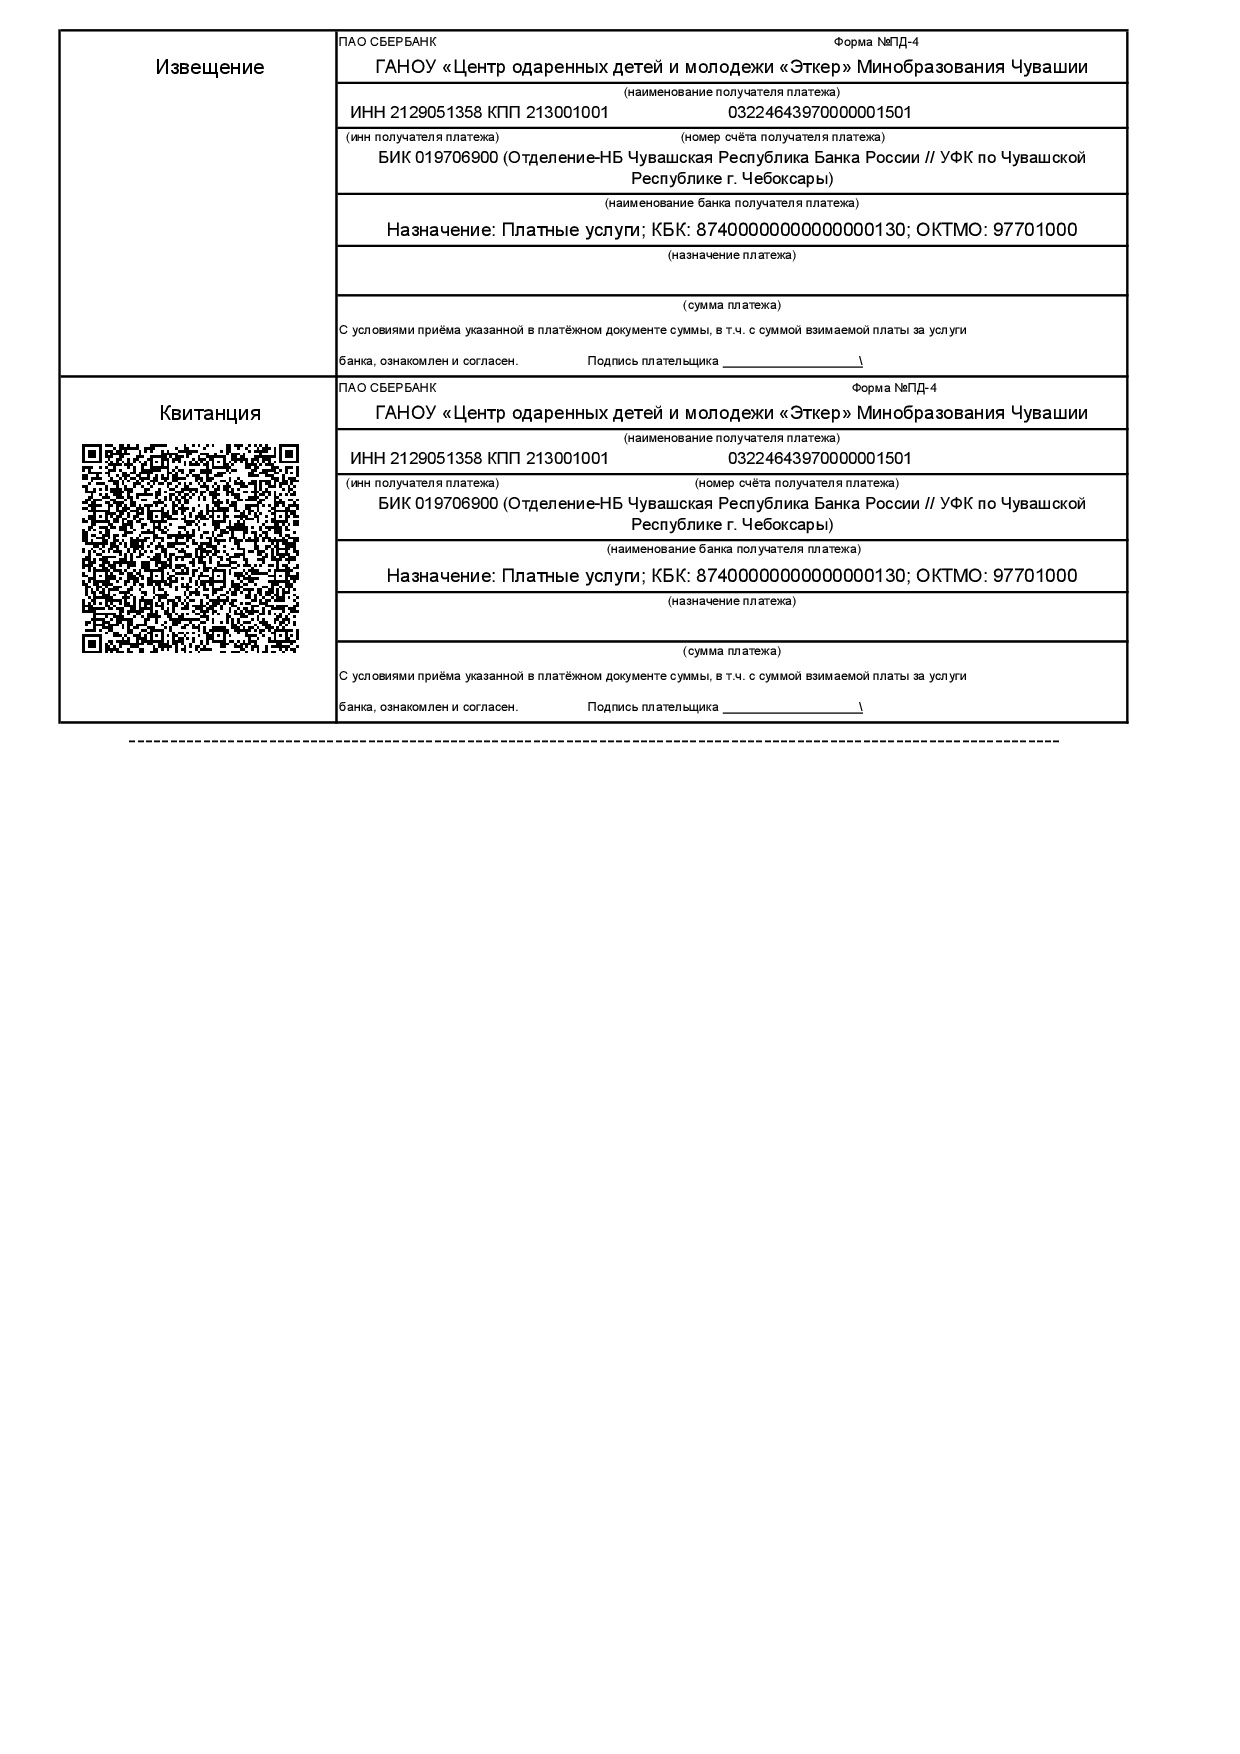 ПАО СБЕРБАНК Форма №ПД-4
Извещение
ГАНОУ «Центр одаренных детей и молодежи «Эткер» Минобразования Чувашии
(наименование получателя платежа)
ИНН 2129051358 КПП 213001001 03224643970000001501
(инн получателя платежа) (номер счёта получателя платежа)
БИК 019706900 (Отделение-НБ Чувашская Республика Банка России // УФК по Чувашской
Республике г. Чебоксары)
(наименование банка получателя платежа)
Назначение: Платные услуги; КБК: 87400000000000000130; ОКТМО: 97701000
(назначение платежа)
(сумма платежа)
С условиями приёма указанной в платёжном документе суммы, в т.ч. с суммой взимаемой платы за услуги
банка, ознакомлен и согласен. Подпись плательщика ____________________\
ПАО СБЕРБАНК Форма №ПД-4
Квитанция
ГАНОУ «Центр одаренных детей и молодежи «Эткер» Минобразования Чувашии
(наименование получателя платежа)
ИНН 2129051358 КПП 213001001 03224643970000001501
(инн получателя платежа) (номер счёта получателя платежа)
БИК 019706900 (Отделение-НБ Чувашская Республика Банка России // УФК по Чувашской
Республике г. Чебоксары)
(наименование банка получателя платежа)
Назначение: Платные услуги; КБК: 87400000000000000130; ОКТМО: 97701000
(назначение платежа)
(сумма платежа)
С условиями приёма указанной в платёжном документе суммы, в т.ч. с суммой взимаемой платы за услуги
банка, ознакомлен и согласен. Подпись плательщика ____________________\